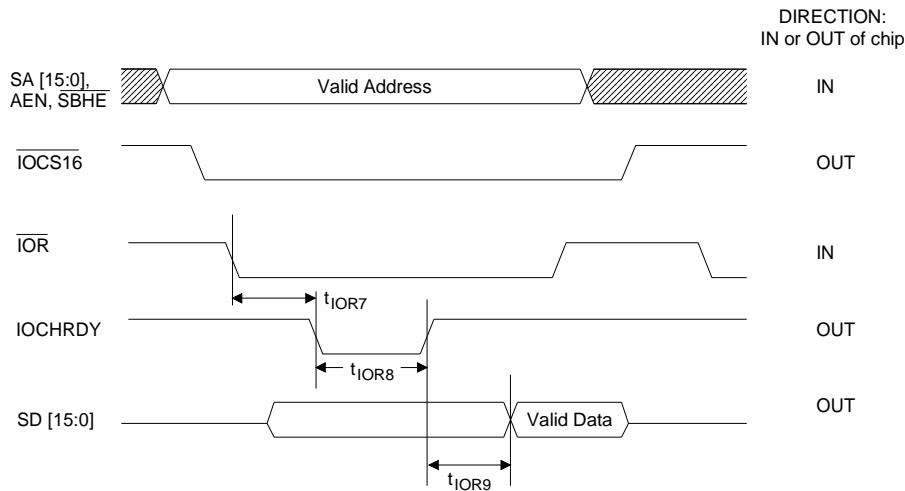 DIRECTION:
IN or OUT of chip
SA [15:0],
AEN, SBHE
Valid Address
IN
IOCS16
OUT
IOR
IN
tIOR7
IOCHRDY
OUT
tIOR8
SD [15:0]
Valid Data
OUT
tIOR9